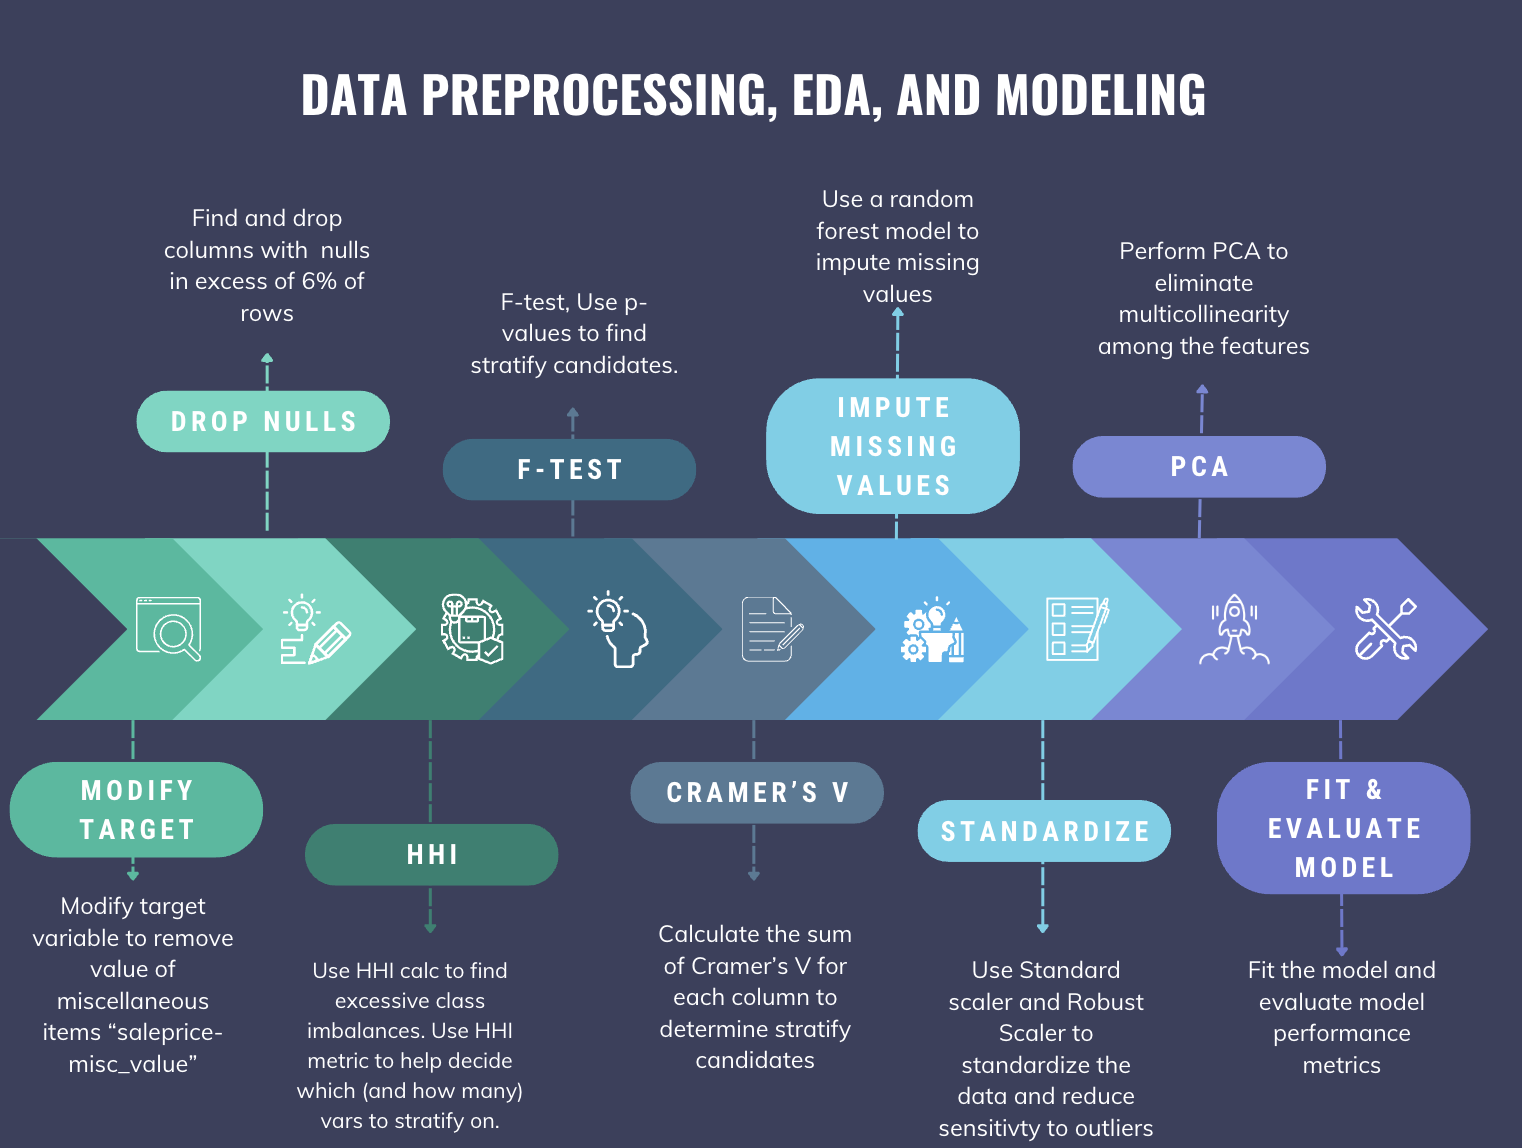 DATA PREPROCESSING, EDA, AND MODELING
Find and drop
columns with  nulls
in excess of 6% of
rows
DROP NULLS
F-test, Use p-
values to find
stratify candidates.
F-TEST
Use a random
forest model to
impute missing
values
IMPUTE
MISSING
VALUES
Perform PCA to
eliminate
multicollinearity
among the features
PCA
MODIFY
TARGET
Modify target
variable to remove
value of
miscellaneous
items “saleprice-
misc_value”
HHI
Use HHI calc to find
excessive class
imbalances. Use HHI
metric to help decide
which (and how many)
vars to stratify on.
CRAMER’S V
Calculate the sum
of Cramer’s V for
each column to
determine stratify
candidates
STANDARDIZE
Use Standard
scaler and Robust
Scaler to
standardize the
data and reduce
sensitivty to outliers
FIT &
EVALUATE
MODEL
Fit the model and
evaluate model
performance
metrics